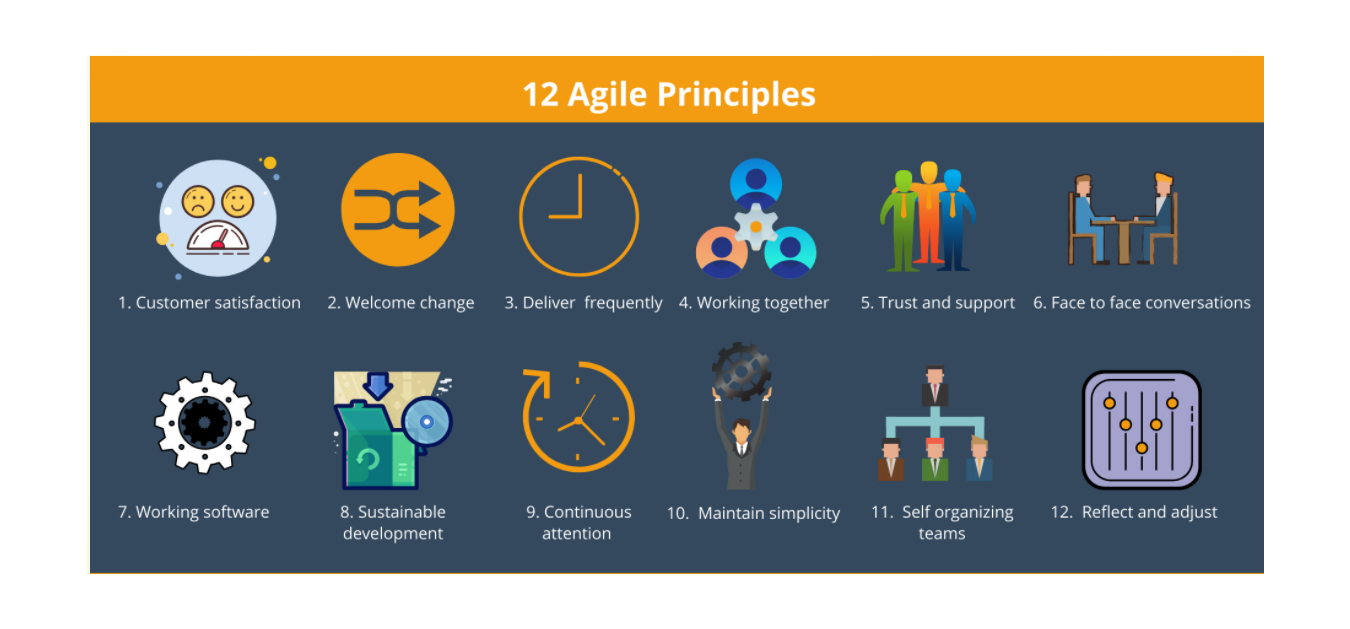 12 Agile Principles
1. Customer satisfaction
2. Welcome change
3. Deliver  frequently
4. Working together
5. Trust and support
6. Face to face conversations
7. Working software
8. Sustainable
development
9. Continuous
attention
10.  Maintain simplicity
11.  Self organizing
teams
12.  Reflect and adjust